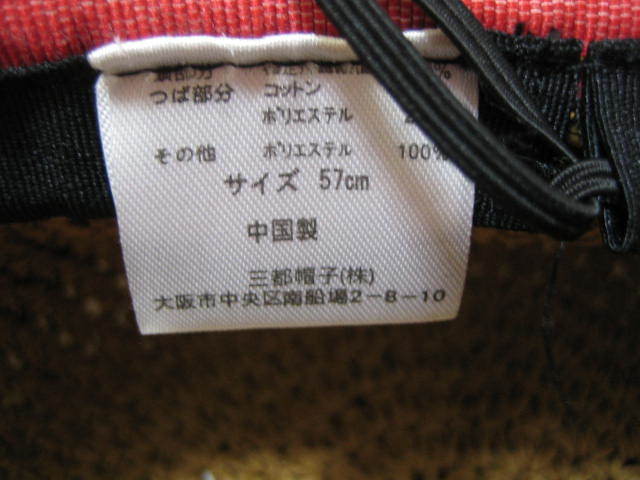 つば部分 コットン
ポリエステル
その他 ポリエステル 100%
サイズ 57cm
中国製
三都帽子(株)
大阪市中央区南船場2-8-10